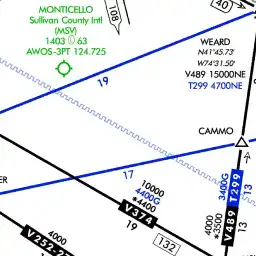 MONTICELLO
Sullivan County Intl
(MSV)
1403 63
AWOS-3PT 124.725
108
40
WEARD
N41°45.73'
W74°31.50'
V489 15000NE
T299 4700NE
19
CAMMO
17
ER
10000
4400G
*4400
V374
19
132
3400G
T299
13
V489
4000
*3500
13
4000
V252-2